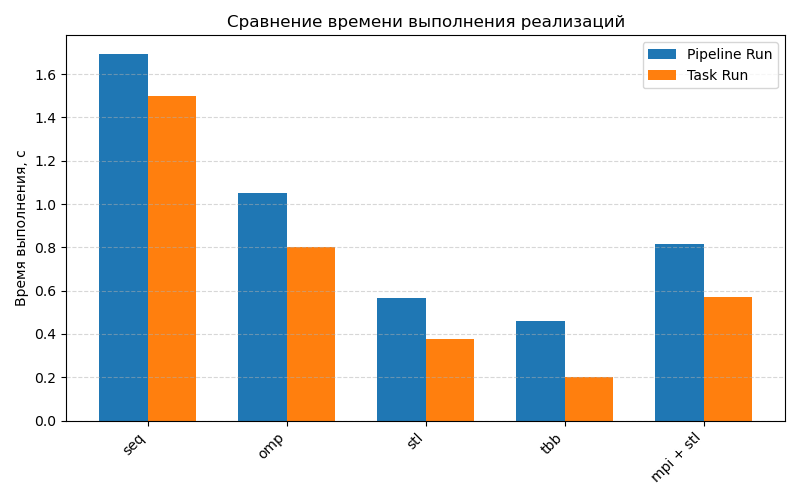 Сравнение времени выполнения реализаций
Pipeline Run
Task Run
Время выполнения, с
1.6
1.4
1.2
1.0
0.8
0.6
0.4
0.2
0.0
seq
omp
stl
tbb
mpi + stl